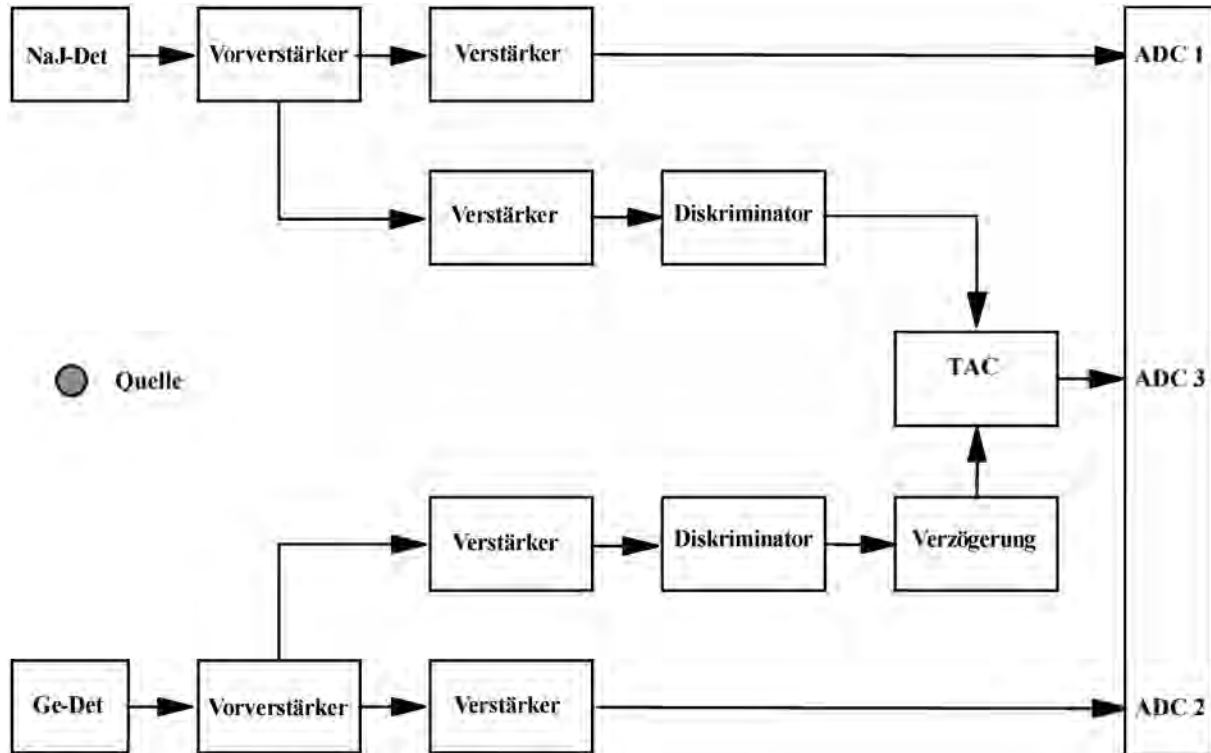 NaJ-Det
Vorverstärker
Verstärker
ADC 1
Verstärker
Diskriminator
TAC
ADC 3
Quelle
Verstärker
Diskriminator
Verzögerung
Ge-Det
Vorverstärker
Verstärker
ADC 2